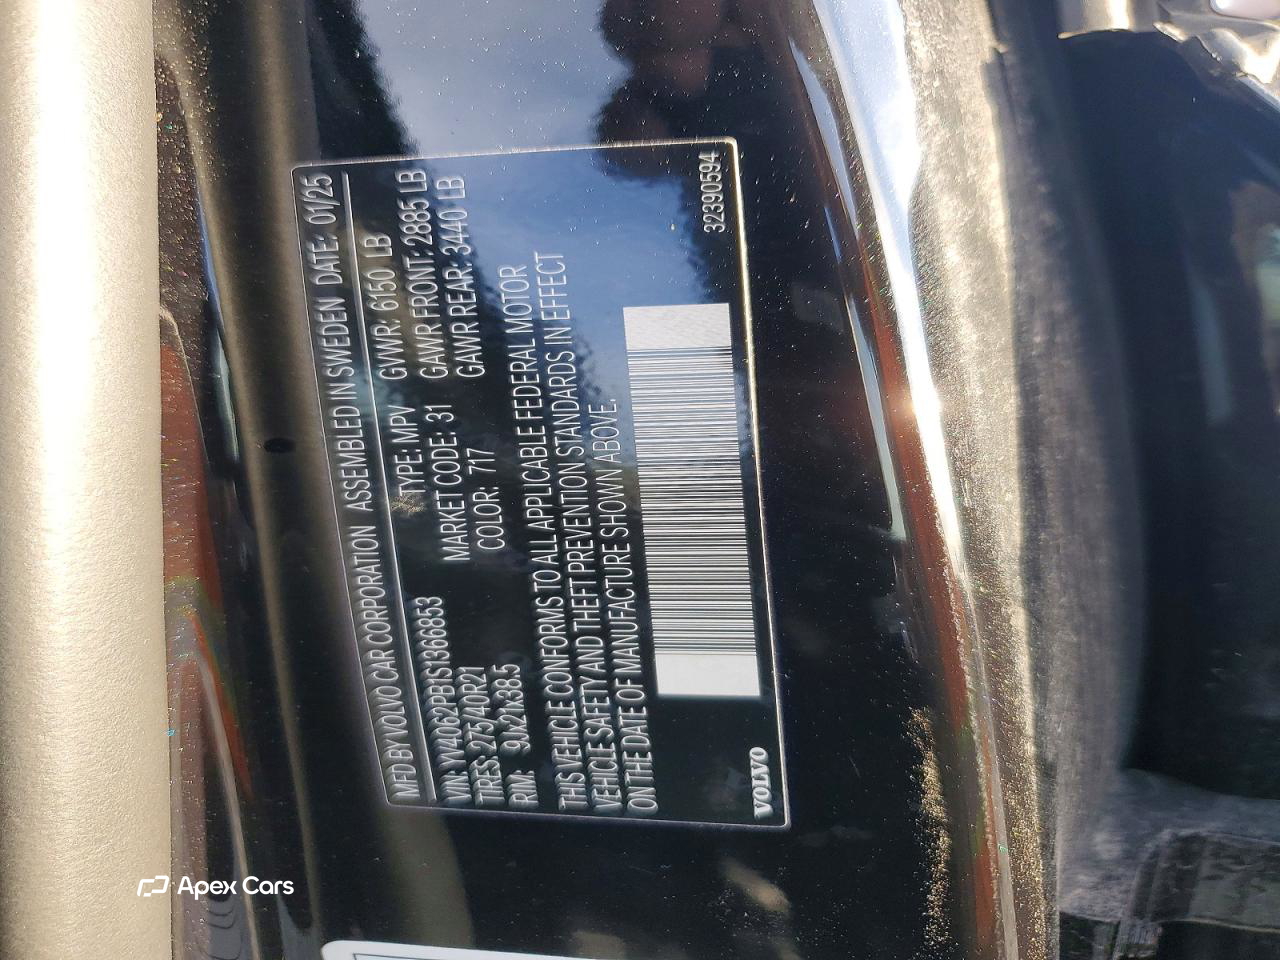 MFD BY VOLVO CAR CORPORATION ASSEMBLED IN SWEDEN DATE: 01/25
VIN: YV4062PB1S1366853 TYPE: MPV GVWR: 6150 LB
TIRES: 275/40R21 MARKET CODE: 31 GAWR FRONT: 2885 LB
RIM: 9x21x38.5 COLOR: 717 GAWR REAR: 3440 LB
THIS VEHICLE CONFORMS TO ALL APPLICABLE FEDERAL MOTOR
VEHICLE SAFETY AND THEFT PREVENTION STANDARDS IN EFFECT
ON THE DATE OF MANUFACTURE SHOWN ABOVE.
VOLVO 32390594
Apex Cars